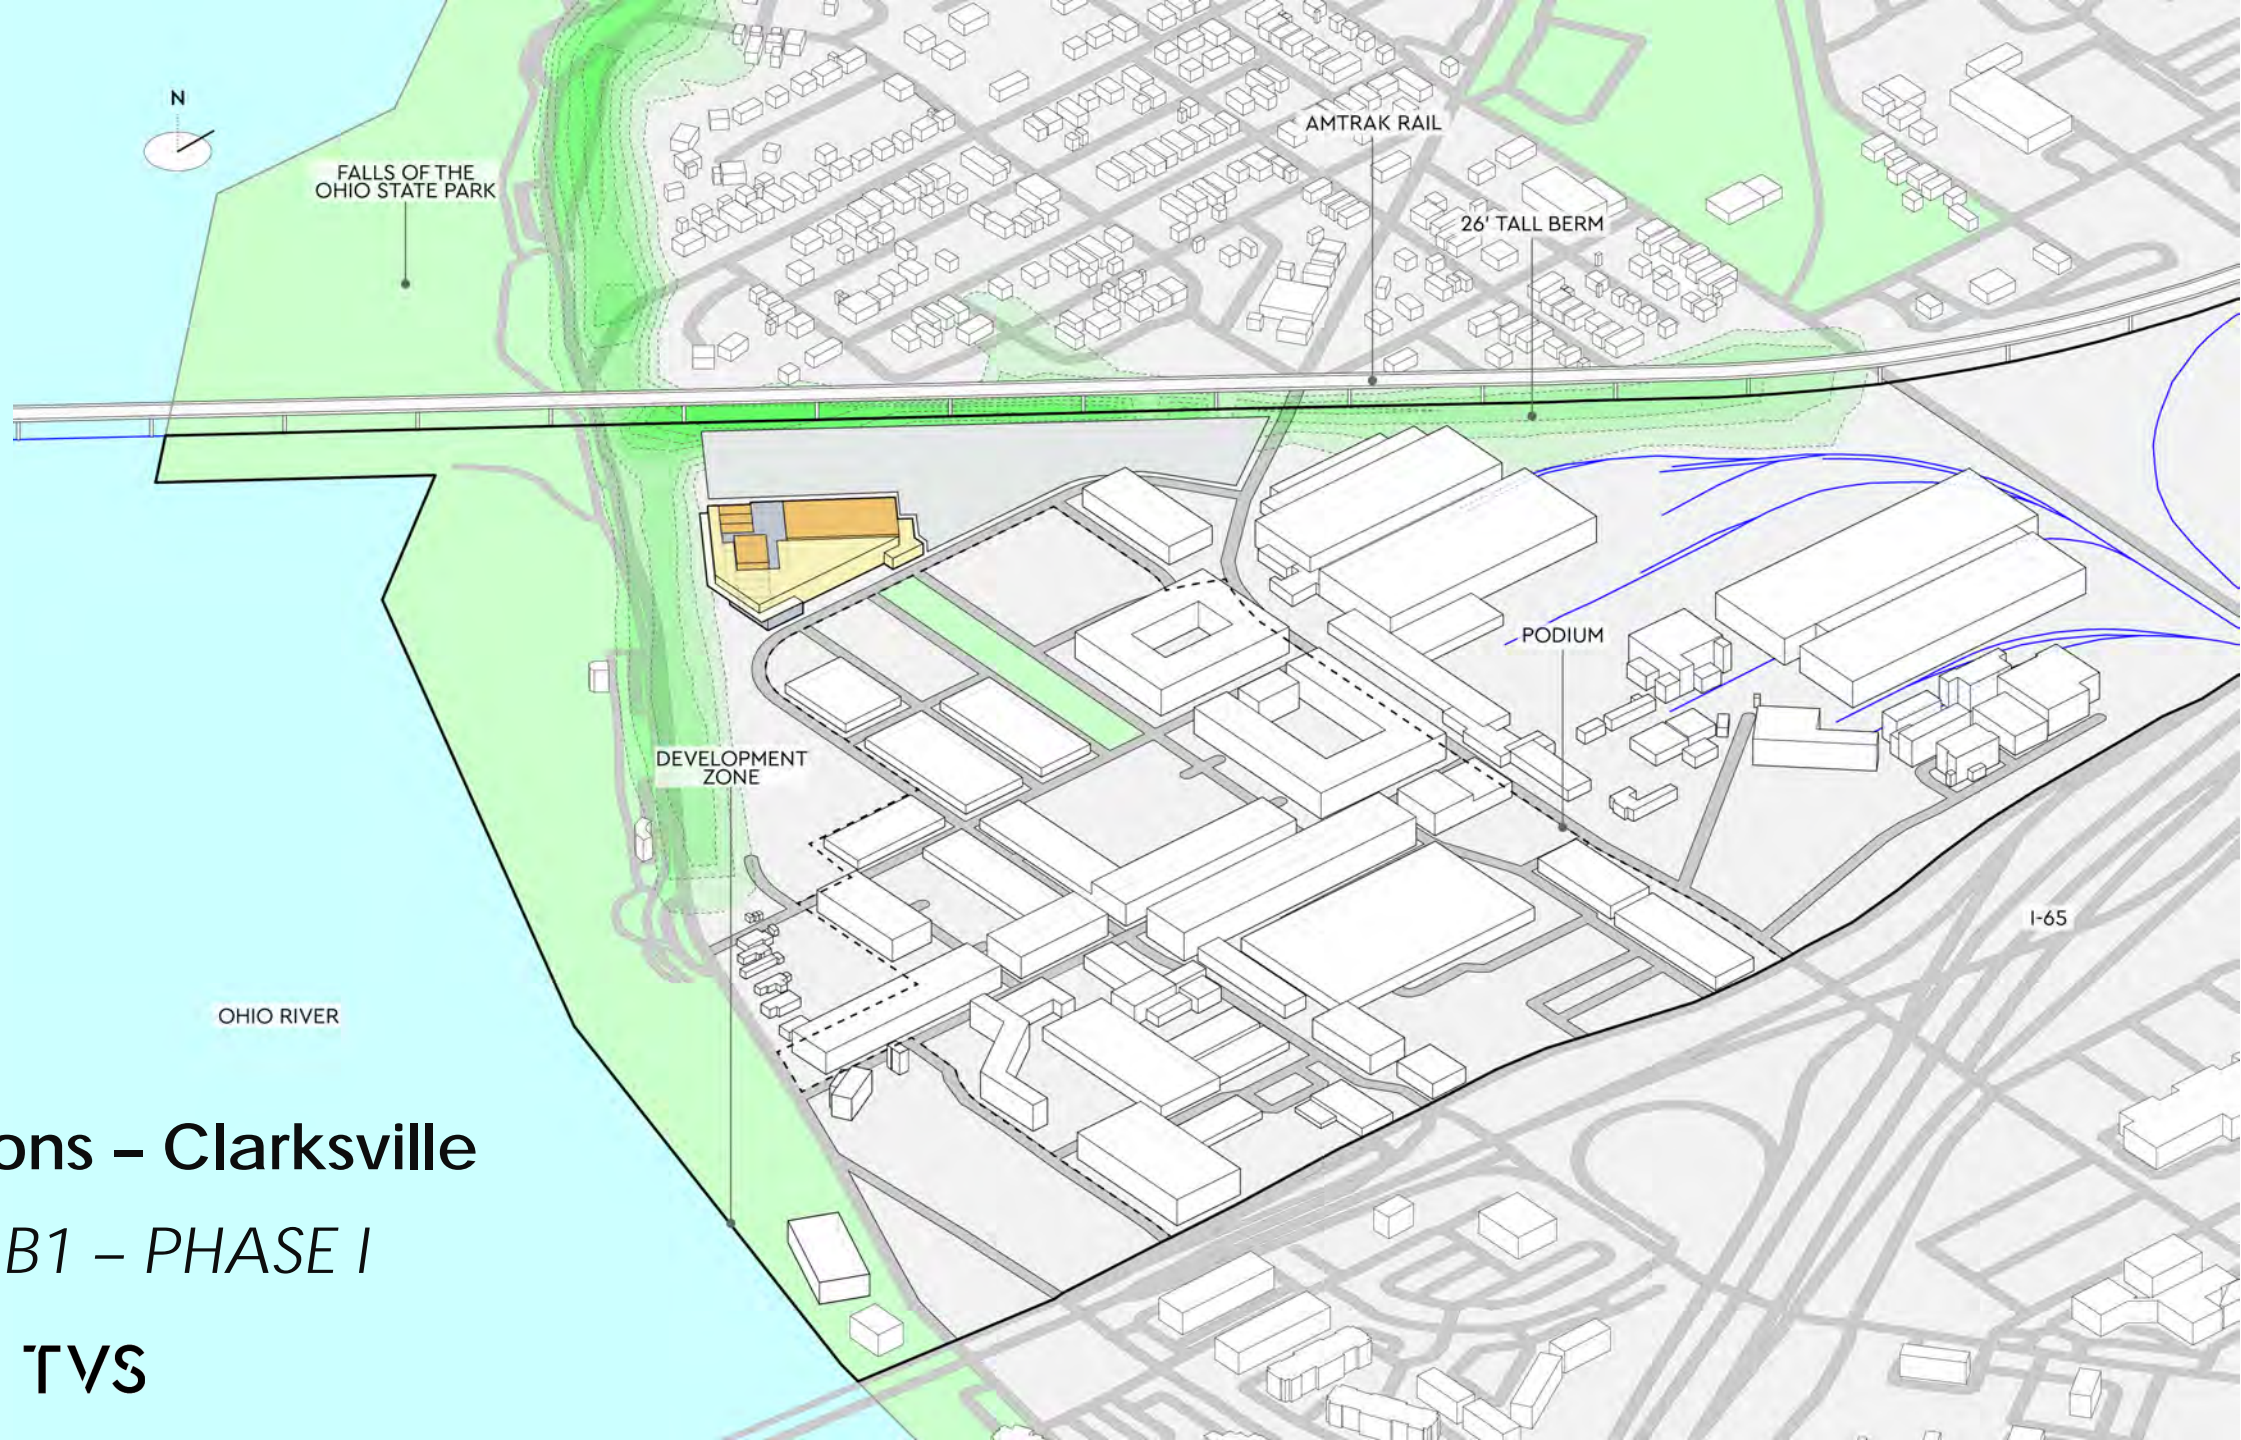 N
FALLS OF THE
OHIO STATE PARK
AMTRAK RAIL
26' TALL BERM
PODIUM
DEVELOPMENT
ZONE
I-65
OHIO RIVER
ons – Clarksville
B1 – PHASE I
TVS